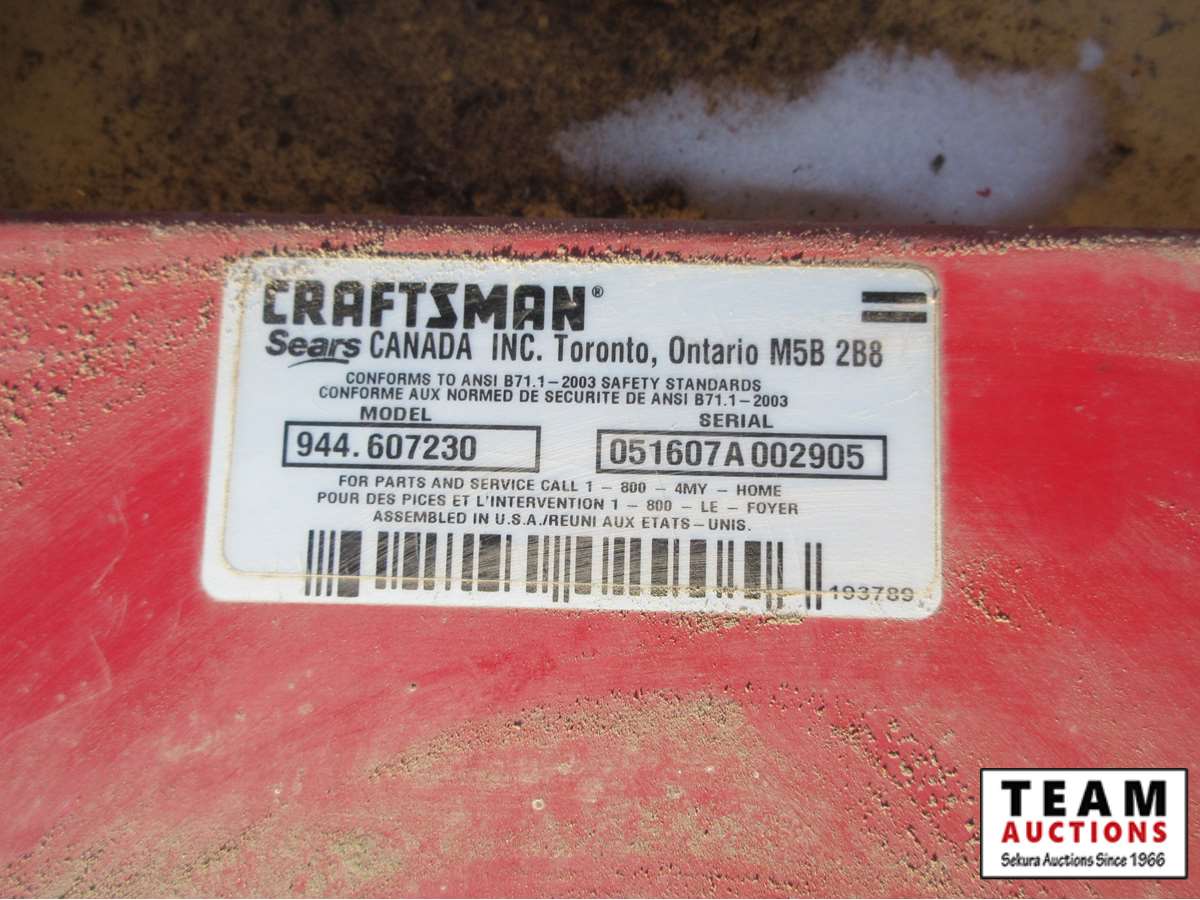 CRAFTSMAN®
Sears CANADA INC. Toronto, Ontario M5B 2B8
CONFORMS TO ANSI B71.1-2003 SAFETY STANDARDS
CONFORME AUX NORMED DE SECURITE DE ANSI B71.1-2003
MODEL SERIAL
944.607230 051607A 002905
FOR PARTS AND SERVICE CALL 1 - 800 - 4MY - HOME
POUR DES PICES ET L'INTERVENTION 1 - 800 - LE - FOYER
ASSEMBLED IN U.S.A./REUNI AUX ETATS-UNIS.
193789
TEAM
AUCTIONS
Sekura Auctions Since 1966